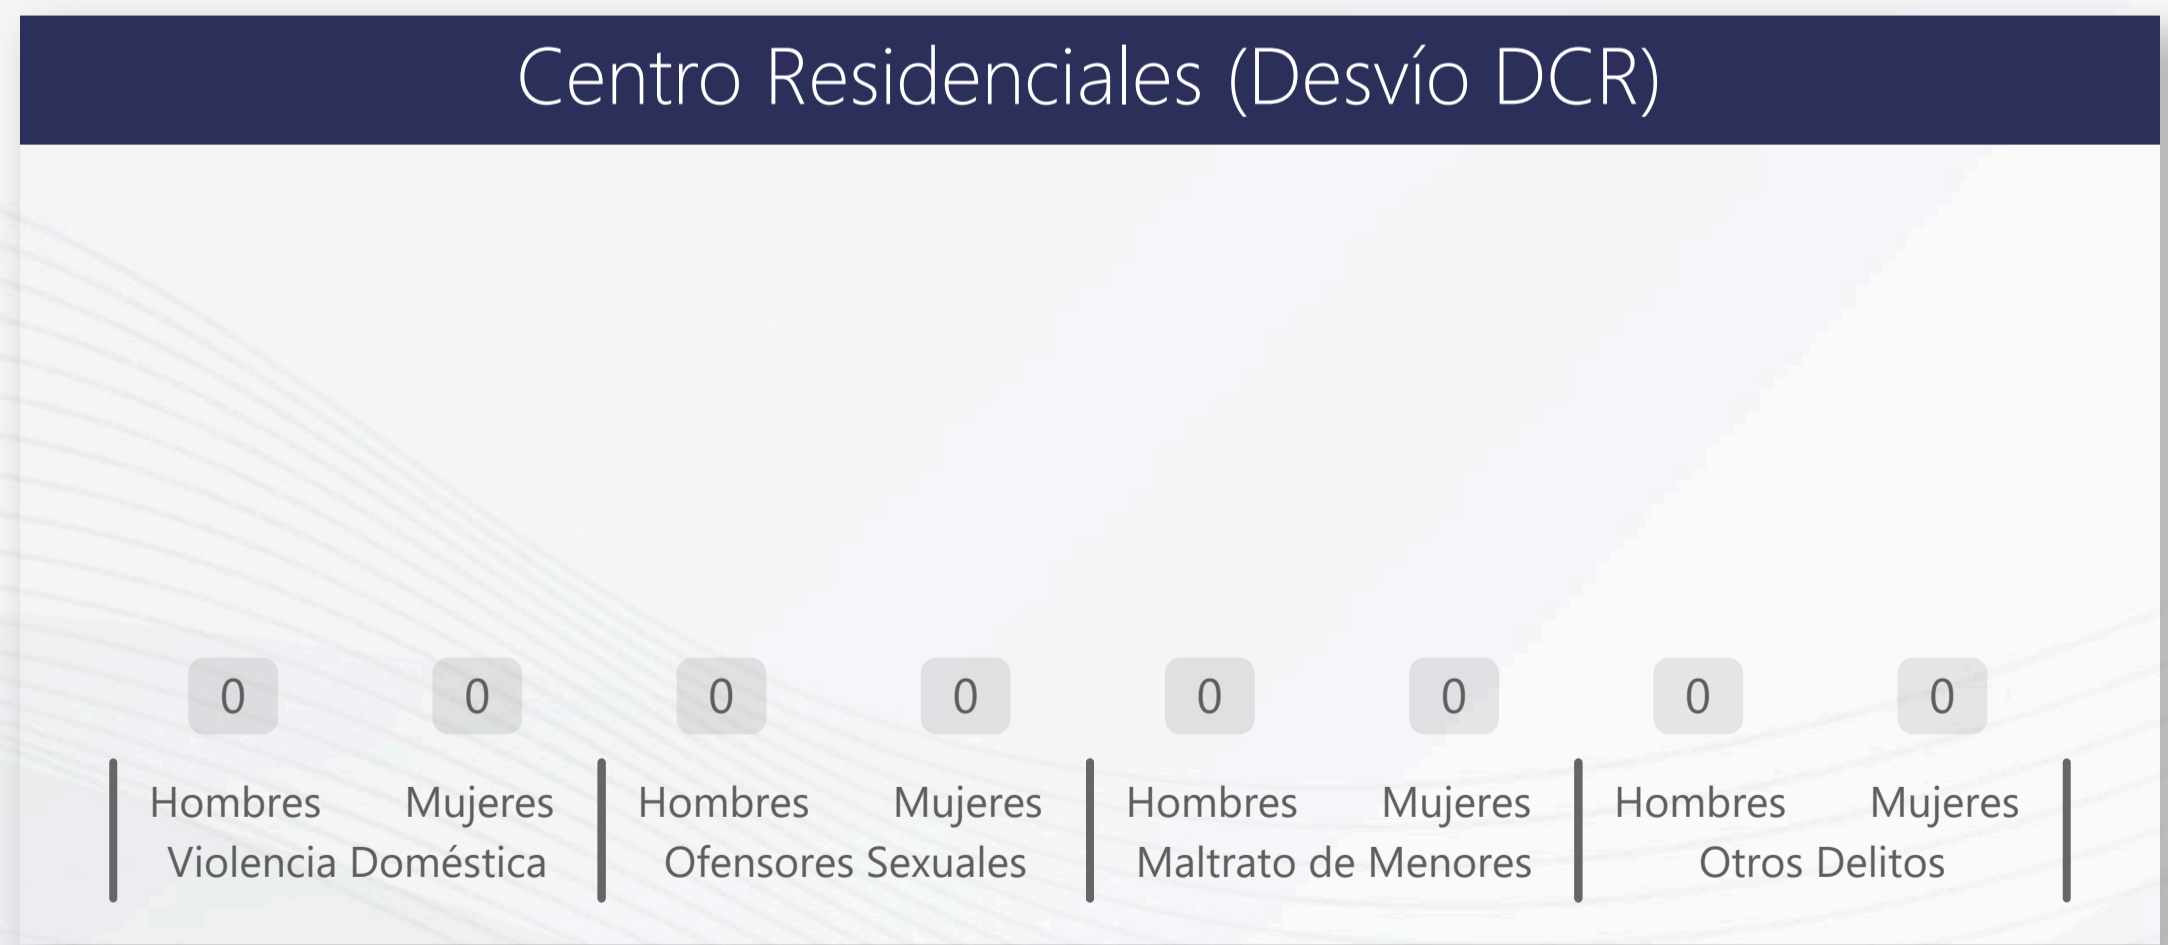 Centro Residenciales (Desvío DCR)
0 0 0 0 0 0 0 0
Hombres Mujeres Hombres Mujeres Hombres Mujeres Hombres Mujeres
Violencia Doméstica Ofensores Sexuales Maltrato de Menores Otros Delitos